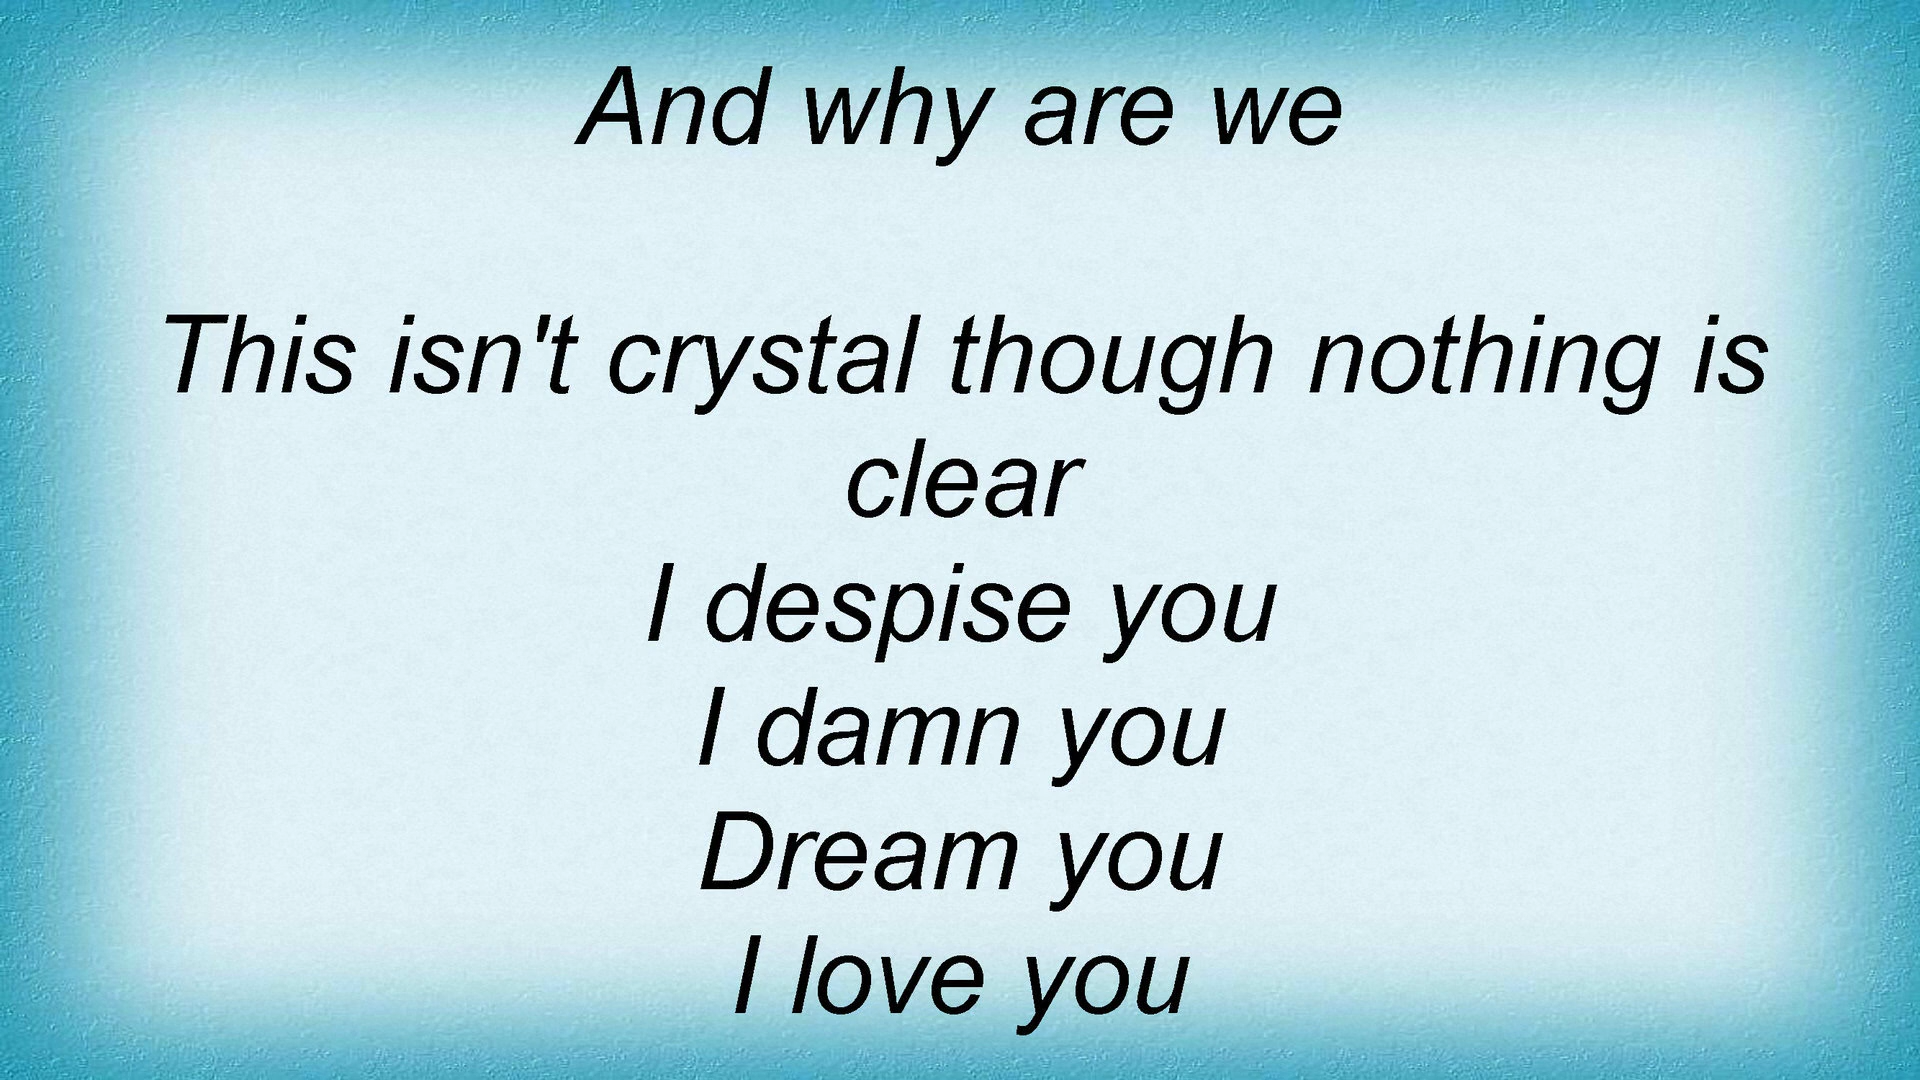 And why are we
This isn't crystal though nothing is
clear
I despise you
I damn you
Dream you
I love you